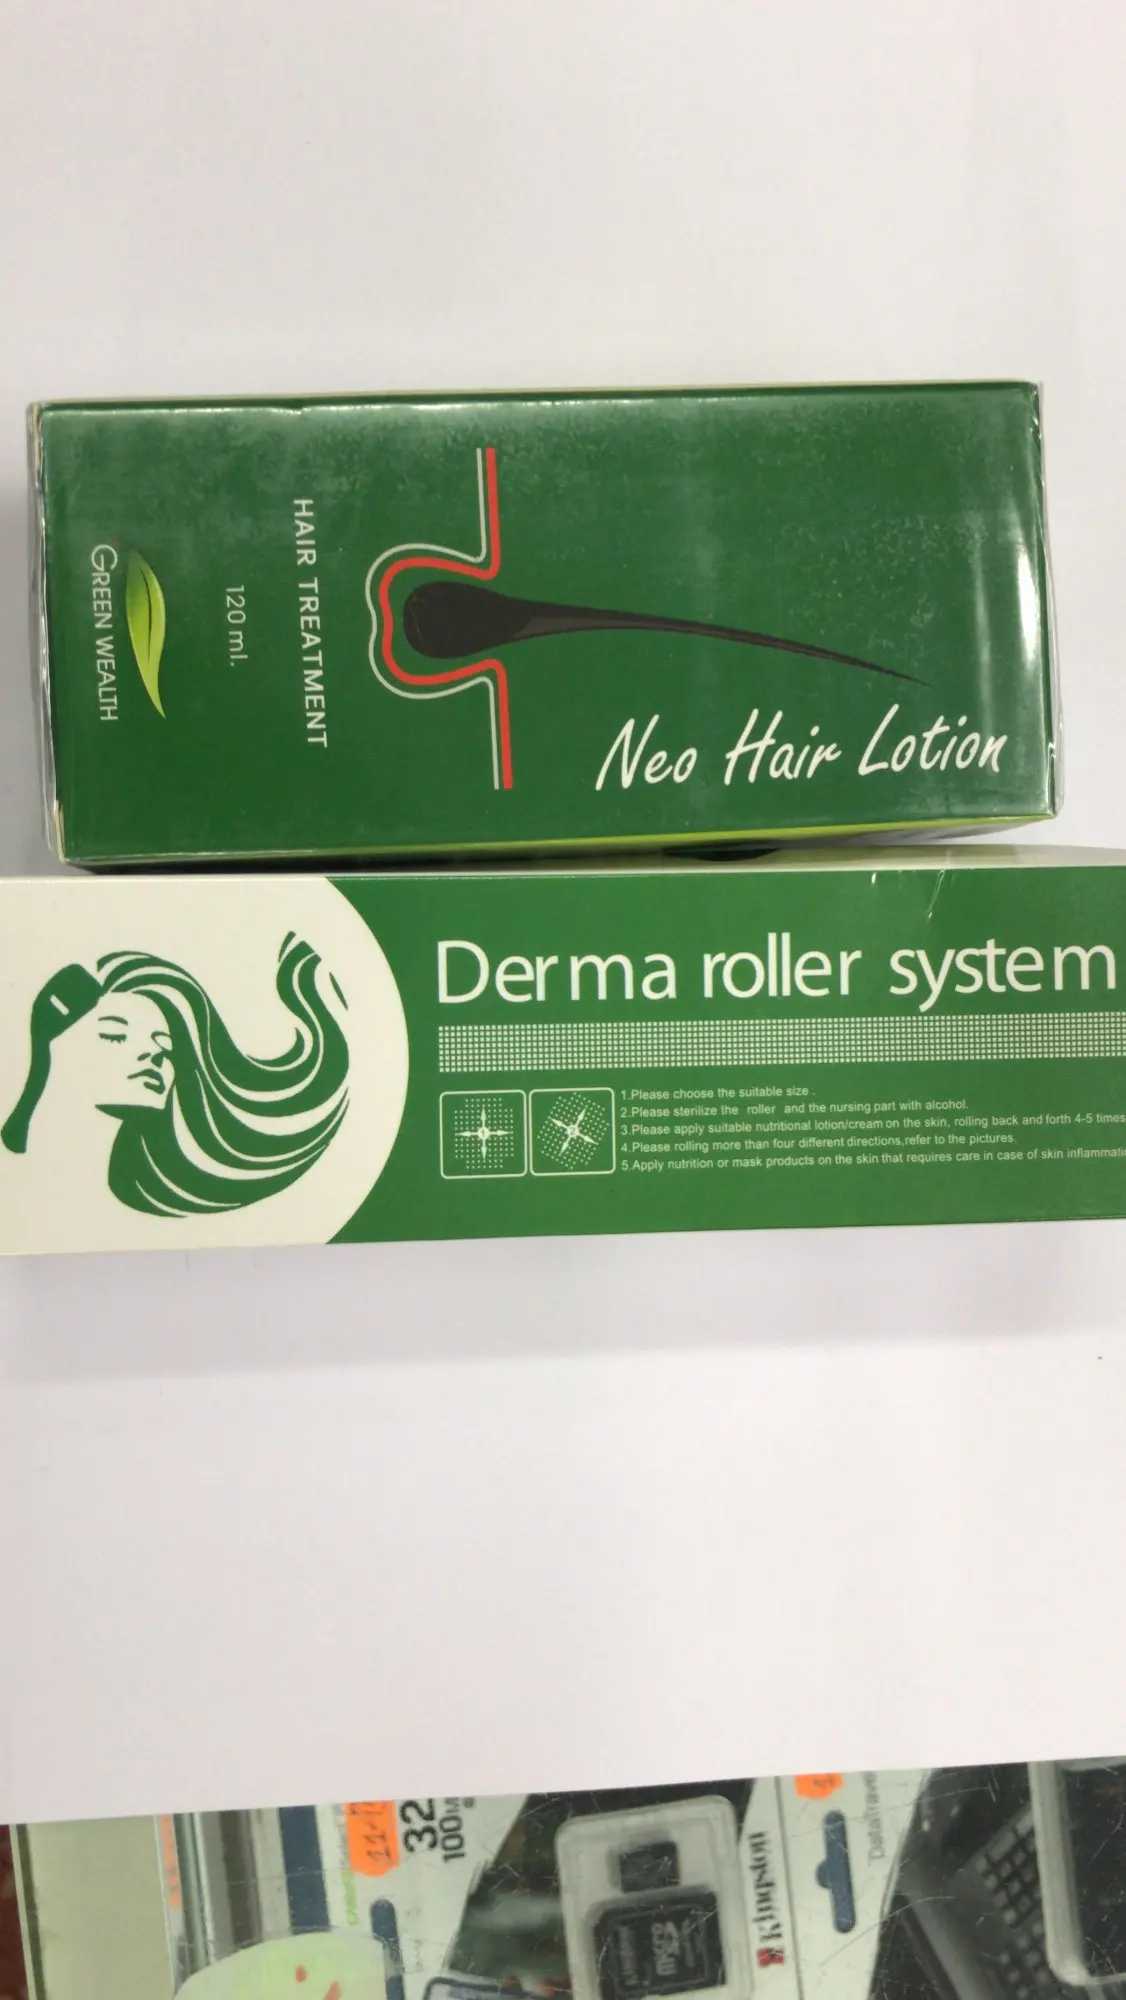 Neo Hair Lotion
HAIR TREATMENT
120 ml.
GREEN WEALTH
Derma roller system
1.Please choose the suitable size .
2.Please sterilize the roller and the nursing part with alcohol.
3.Please apply suitable nutritional lotion/cream on the skin, rolling back and forth 4-5 times
4.Please rolling more than four different directions,refer to the pictures.
5.Apply nutrition or mask products on the skin that requires care in case of skin
32
100
Kingston
micro